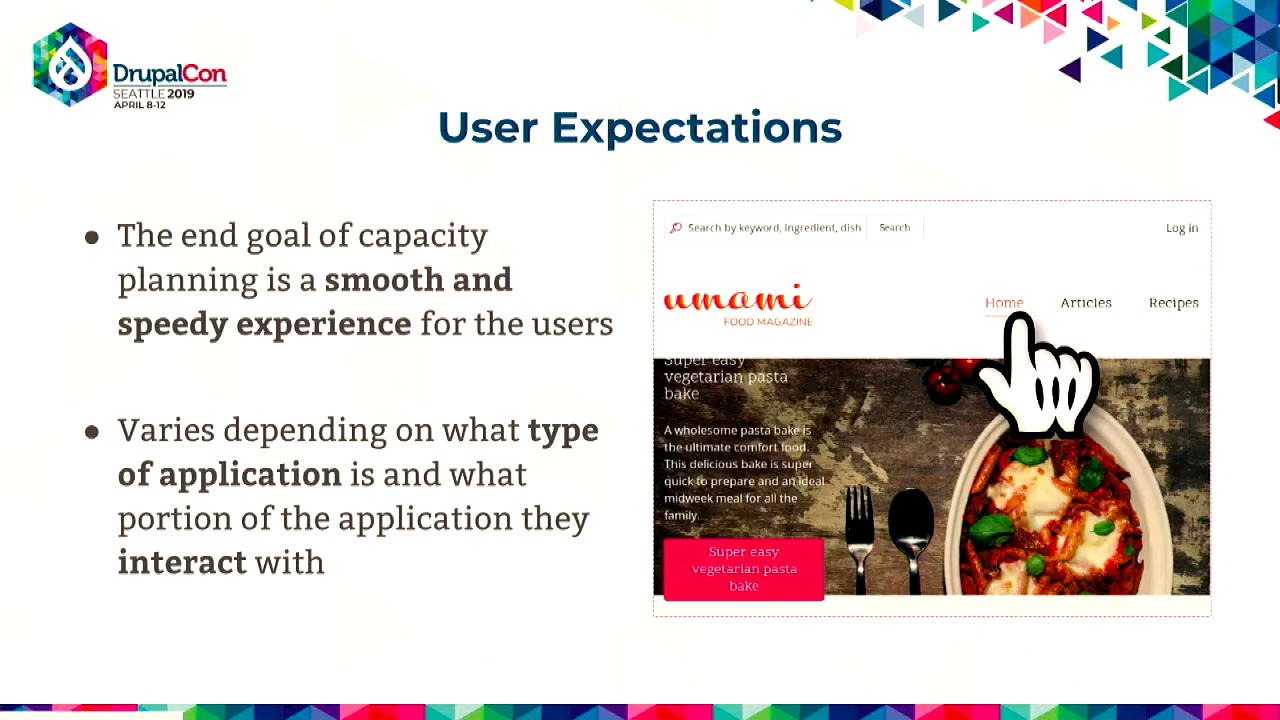 DrupalCon
SEATTLE 2019
APRIL 8-12
User Expectations
● The end goal of capacity
planning is a smooth and
speedy experience for the users
● Varies depending on what type
of application is and what
portion of the application they
interact with
Search by keyword, ingredient, dish
Search
Log in
umami
FOOD MAGAZINE
Home
Articles
Recipes
Super easy
vegetarian pasta
bake
A wholesome pasta bake is
the ultimate comfort food.
This delicious bake is super
quick to prepare and an ideal
midweek meal for all the
family.
Super easy
vegetarian pasta
bake